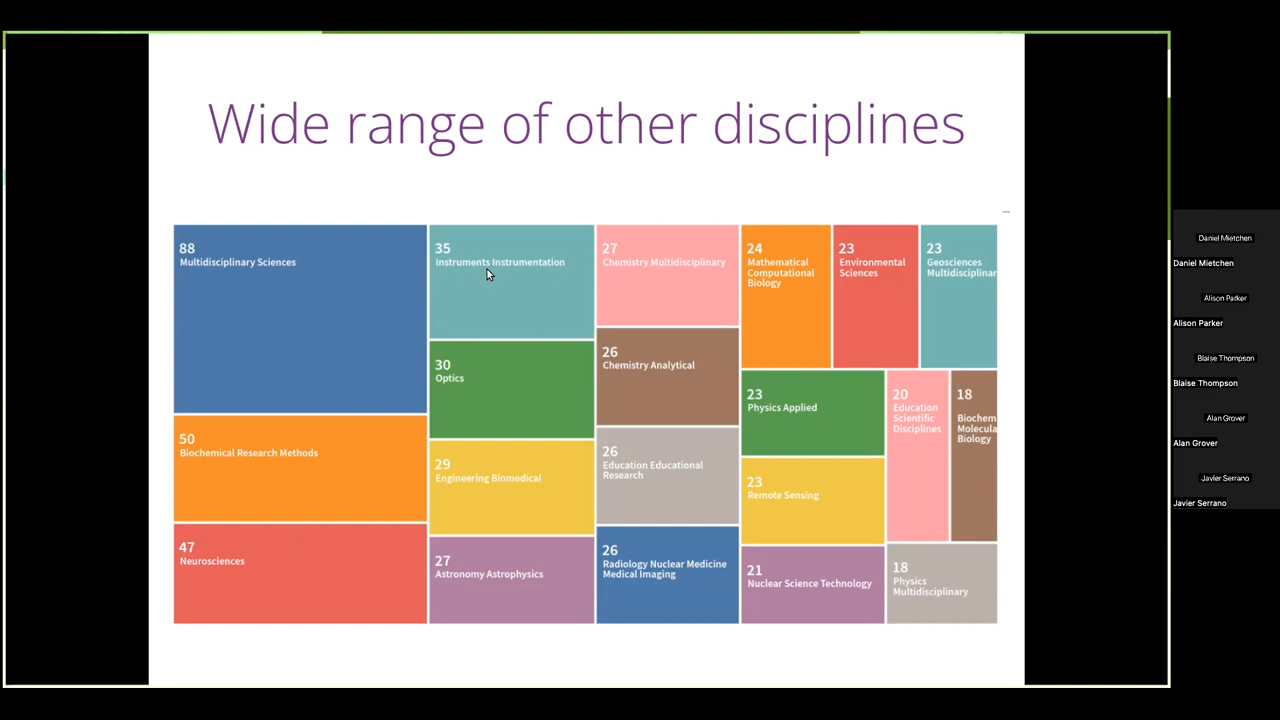 Wide range of other disciplines
88
Multidisciplinary Sciences
50
Biochemical Research Methods
47
Neurosciences
35
Instruments Instrumentation
30
Optics
29
Engineering Biomedical
27
Astronomy Astrophysics
27
Chemistry Multidisciplinary
26
Chemistry Analytical
26
Education Educational
Research
26
Radiology Nuclear Medicine
Medical Imaging
24
Mathematical
Computational
Biology
23
Environmental
Sciences
23
Geosciences
Multidisciplinar
23
Physics Applied
23
Remote Sensing
21
Nuclear Science Technology
20
Education
Scientific
Disciplines
18
Biochem
Molecula
Biology
18
Physics
Multidisciplinary
Daniel Mietchen
Daniel Mietchen
Alison Parker
Alison Parker
Blaise Thompson
Blaise Thompson
Alan Grover
Alan Grover
Javier Serrano
Javier Serrano